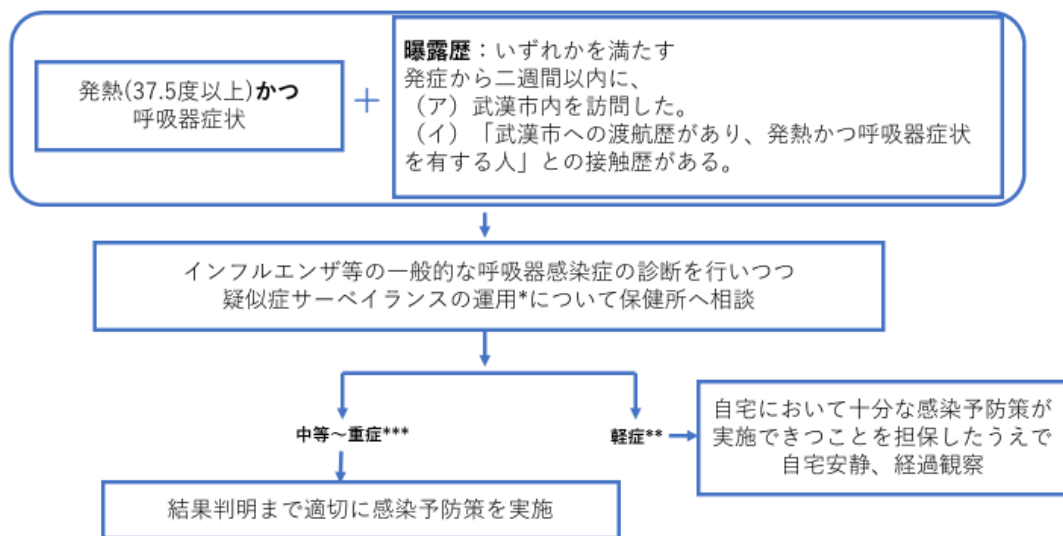 発熱(37.5度以上)かつ
呼吸器症状
+
曝露歴：いずれかを満たす
発症から二週間以内に、
（ア）武漢市内を訪問した。
（イ）「武漢市への渡航歴があり、発熱かつ呼吸器症状
を有する人」との接触歴がある。
インフルエンザ等の一般的な呼吸器感染症の診断を行いつつ
疑似症サーベイランスの運用*について保健所へ相談
中等～重症***
軽症**
自宅において十分な感染予防策が
実施できつことを担保したうえで
自宅安静、経過観察
結果判明まで適切に感染予防策を実施